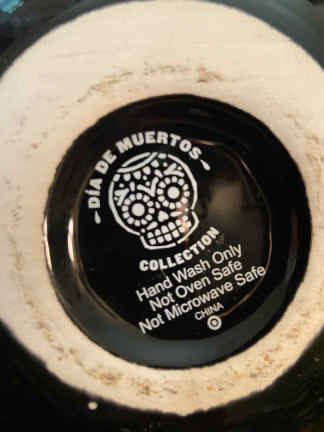 - DÍA DE MUERTOS -
COLLECTION
Hand Wash Only
Not Oven Safe
Not Microwave Safe
CHINA